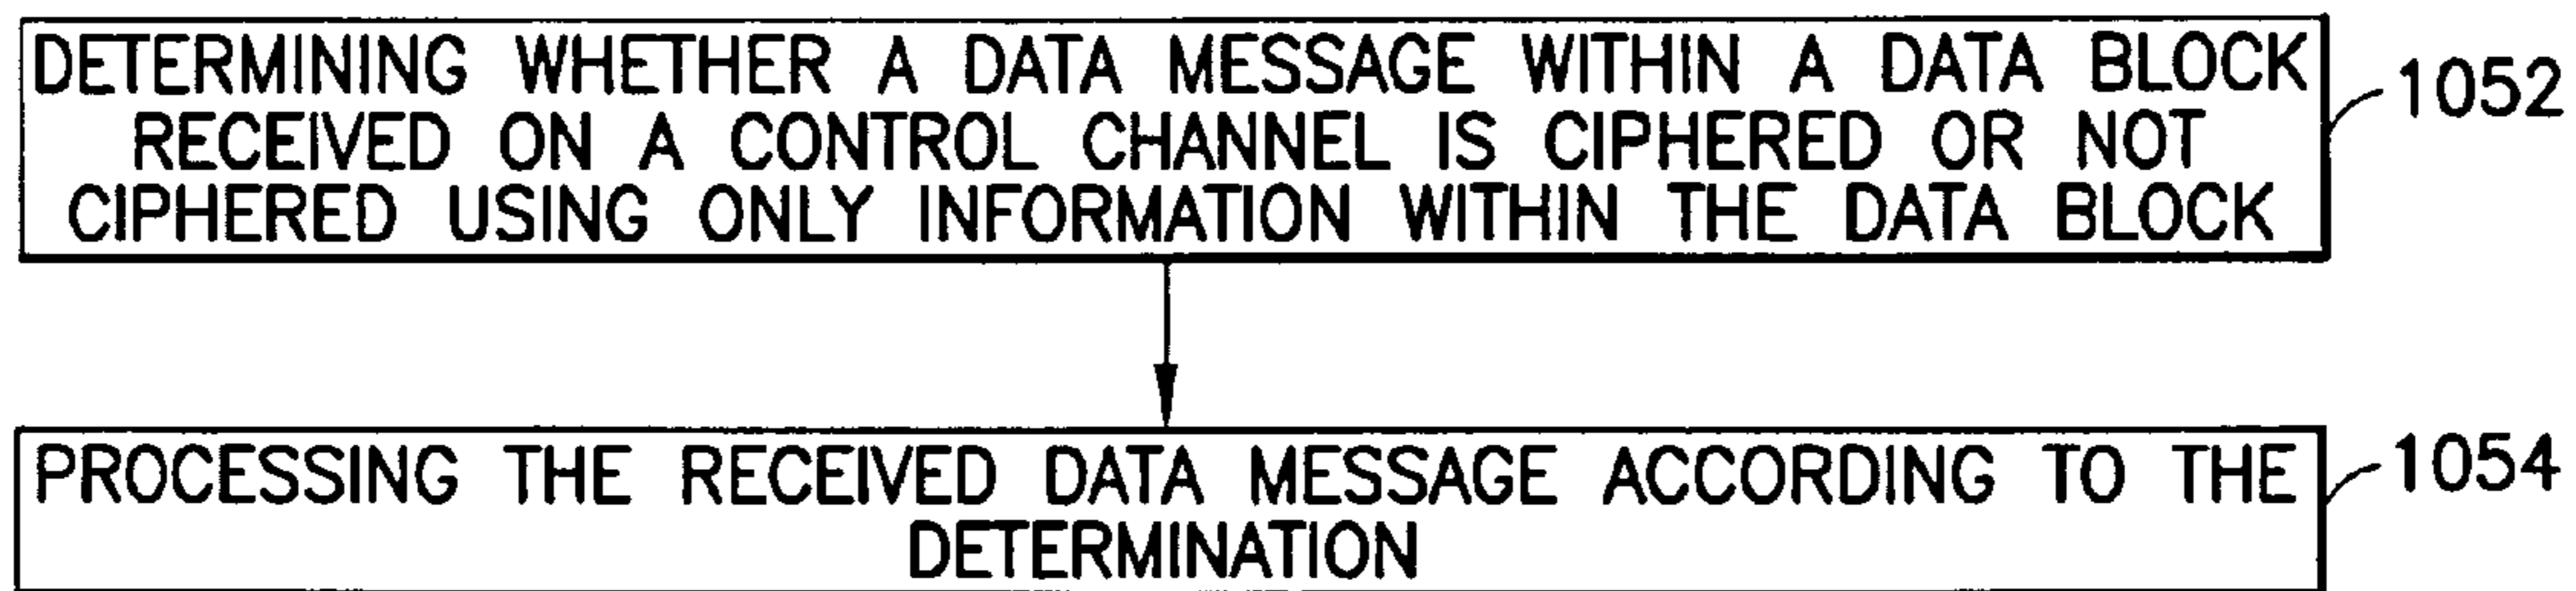 DETERMINING WHETHER A DATA MESSAGE WITHIN A DATA BLOCK
RECEIVED ON A CONTROL CHANNEL IS CIPHERED OR NOT
CIPHERED USING ONLY INFORMATION WITHIN THE DATA BLOCK
1052
PROCESSING THE RECEIVED DATA MESSAGE ACCORDING TO THE
DETERMINATION
1054